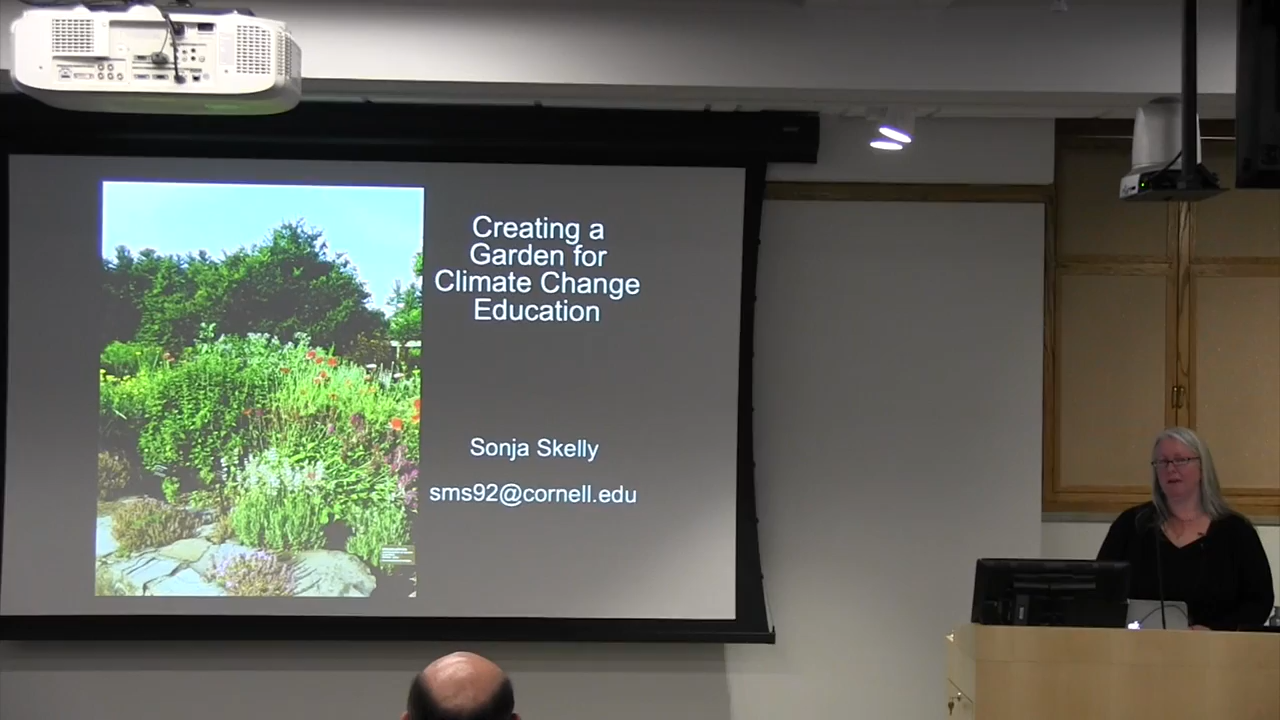 Creating a
Garden for
Climate Change
Education
Sonja Skelly
sms92@cornell.edu